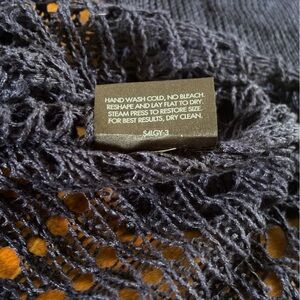 HAND WASH COLD, NO BLEACH.
RESHAPE AND LAY FLAT TO DRY.
STEAM PRESS TO RESTORE SIZE.
FOR BEST RESULTS, DRY CLEAN.
S4LGY-3